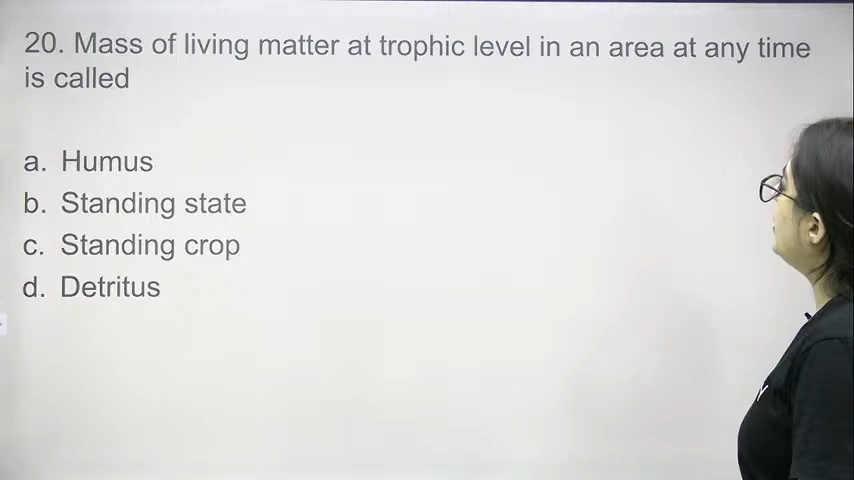 20. Mass of living matter at trophic level in an area at any time
is called
a. Humus
b. Standing state
c. Standing crop
d. Detritus